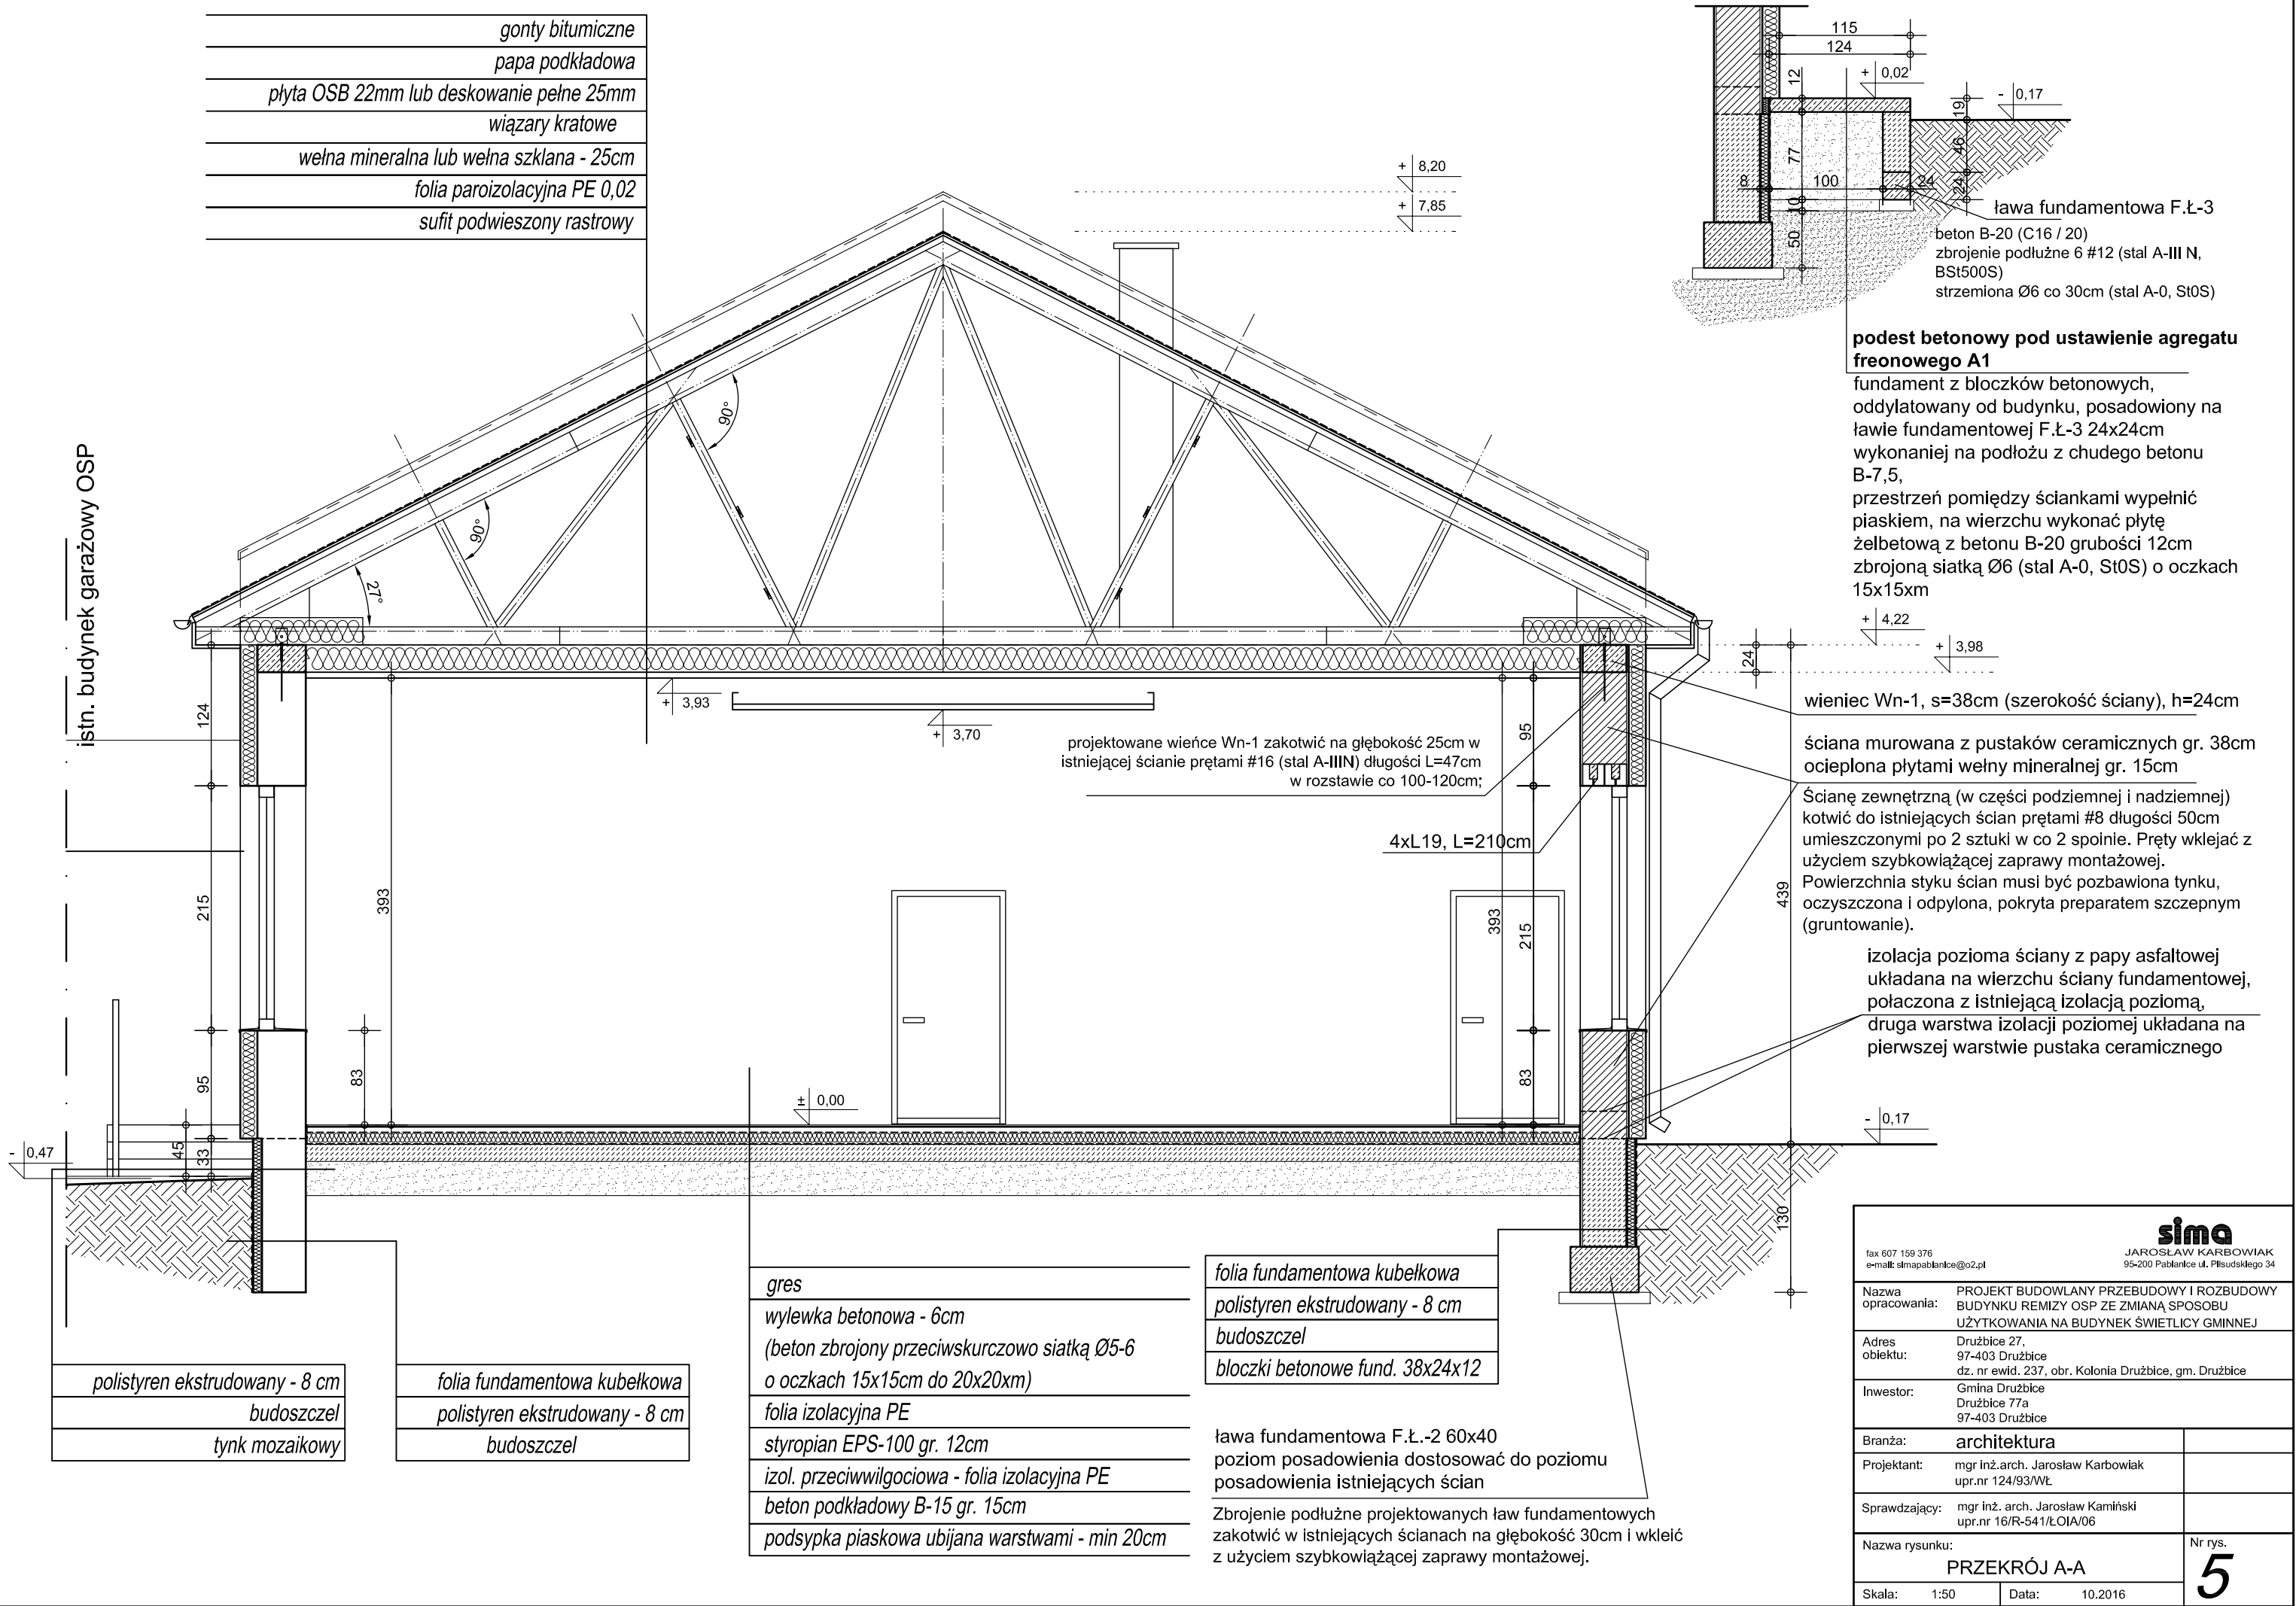 gonty bitumiczne
papa podkładowa
płyta OSB 22mm lub deskowanie pełne 25mm
wiązary kratowe
wełna mineralna lub wełna szklana - 25cm
folia paroizolacyjna PE 0,02
sufit podwieszony rastrowy
115
124
12
+ 0,02
- 0,17
19
77
46
8
100
24
24
10
50
ława fundamentowa F.Ł-3
beton B-20 (C16 / 20)
zbrojenie podłużne 6 #12 (stal A-III N,
BSt500S)
strzemiona Ø6 co 30cm (stal A-0, St0S)
podest betonowy pod ustawienie agregatu
freonowego A1
fundament z bloczków betonowych,
oddylatowany od budynku, posadowiony na
ławie fundamentowej F.Ł-3 24x24cm
wykonaniej na podłożu z chudego betonu
B-7,5,
przestrzeń pomiędzy ściankami wypełnić
piaskiem, na wierzchu wykonać płytę
żelbetową z betonu B-20 grubości 12cm
zbrojoną siatką Ø6 (stal A-0, St0S) o oczkach
15x15xm
+ 8,20
+ 7,85
90°
90°
27°
istn. budynek garażowy OSP
+ 4,22
+ 3,98
24
+ 3,93
+ 3,70
124
95
wieniec Wn-1, s=38cm (szerokość ściany), h=24cm
projektowane wieńce Wn-1 zakotwić na głębokość 25cm w
istniejącej ścianie prętami #16 (stal A-IIIN) długości L=47cm
w rozstawie co 100-120cm;
ściana murowana z pustaków ceramicznych gr. 38cm
ocieplona płytami wełny mineralnej gr. 15cm
Ścianę zewnętrzną (w części podziemnej i nadziemnej)
kotwić do istniejących ścian prętami #8 długości 50cm
umieszczonymi po 2 sztuki w co 2 spoinie. Pręty wklejać z
użyciem szybkowiążącej zaprawy montażowej.
Powierzchnia styku ścian musi być pozbawiona tynku,
oczyszczona i odpylona, pokryta preparatem szczepnym
(gruntowanie).
4xL19, L=210cm
215
393
393
215
439
izolacja pozioma ściany z papy asfaltowej
układana na wierzchu ściany fundamentowej,
połaczona z istniejącą izolacją poziomą,
druga warstwa izolacji poziomej układana na
pierwszej warstwie pustaka ceramicznego
95
83
83
± 0,00
- 0,17
- 0,47
45
33
130
polistyren ekstrudowany - 8 cm
budoszczel
tynk mozaikowy
folia fundamentowa kubełkowa
polistyren ekstrudowany - 8 cm
budoszczel
gres
wylewka betonowa - 6cm
(beton zbrojony przeciwskurczowo siatką Ø5-6
o oczkach 15x15cm do 20x20xm)
folia izolacyjna PE
styropian EPS-100 gr. 12cm
izol. przeciwwilgociowa - folia izolacyjna PE
beton podkładowy B-15 gr. 15cm
podsypka piaskowa ubijana warstwami - min 20cm
folia fundamentowa kubełkowa
polistyren ekstrudowany - 8 cm
budoszczel
bloczki betonowe fund. 38x24x12
ława fundamentowa F.Ł.-2 60x40
poziom posadowienia dostosować do poziomu
posadowienia istniejących ścian
Zbrojenie podłużne projektowanych ław fundamentowych
zakotwić w istniejących ścianach na głębokość 30cm i wkleić
z użyciem szybkowiążącej zaprawy montażowej.
sima
JAROSŁAW KARBOWIAK
95-200 Pabianice ul. Piłsudskiego 34
fax 607 159 376
e-mail: simapabianice@o2.pl
Nazwa opracowania: PROJEKT BUDOWLANY PRZEBUDOWY I ROZBUDOWY
BUDYNKU REMIZY OSP ZE ZMIANĄ SPOSOBU
UŻYTKOWANIA NA BUDYNEK ŚWIETLICY GMINNEJ
Adres obiektu: Drużbice 27,
97-403 Drużbice
dz. nr ewid. 237, obr. Kolonia Drużbice, gm. Drużbice
Inwestor: Gmina Drużbice
Drużbice 77a
97-403 Drużbice
Branża: architektura
Projektant: mgr inż.arch. Jarosław Karbowiak
upr.nr 124/93/WŁ
Sprawdzający: mgr inż. arch. Jarosław Kamiński
upr.nr 16/R-541/ŁOIA/06
Nazwa rysunku:
PRZEKRÓJ A-A
Nr rys.
5
Skala: 1:50 Data: 10.2016